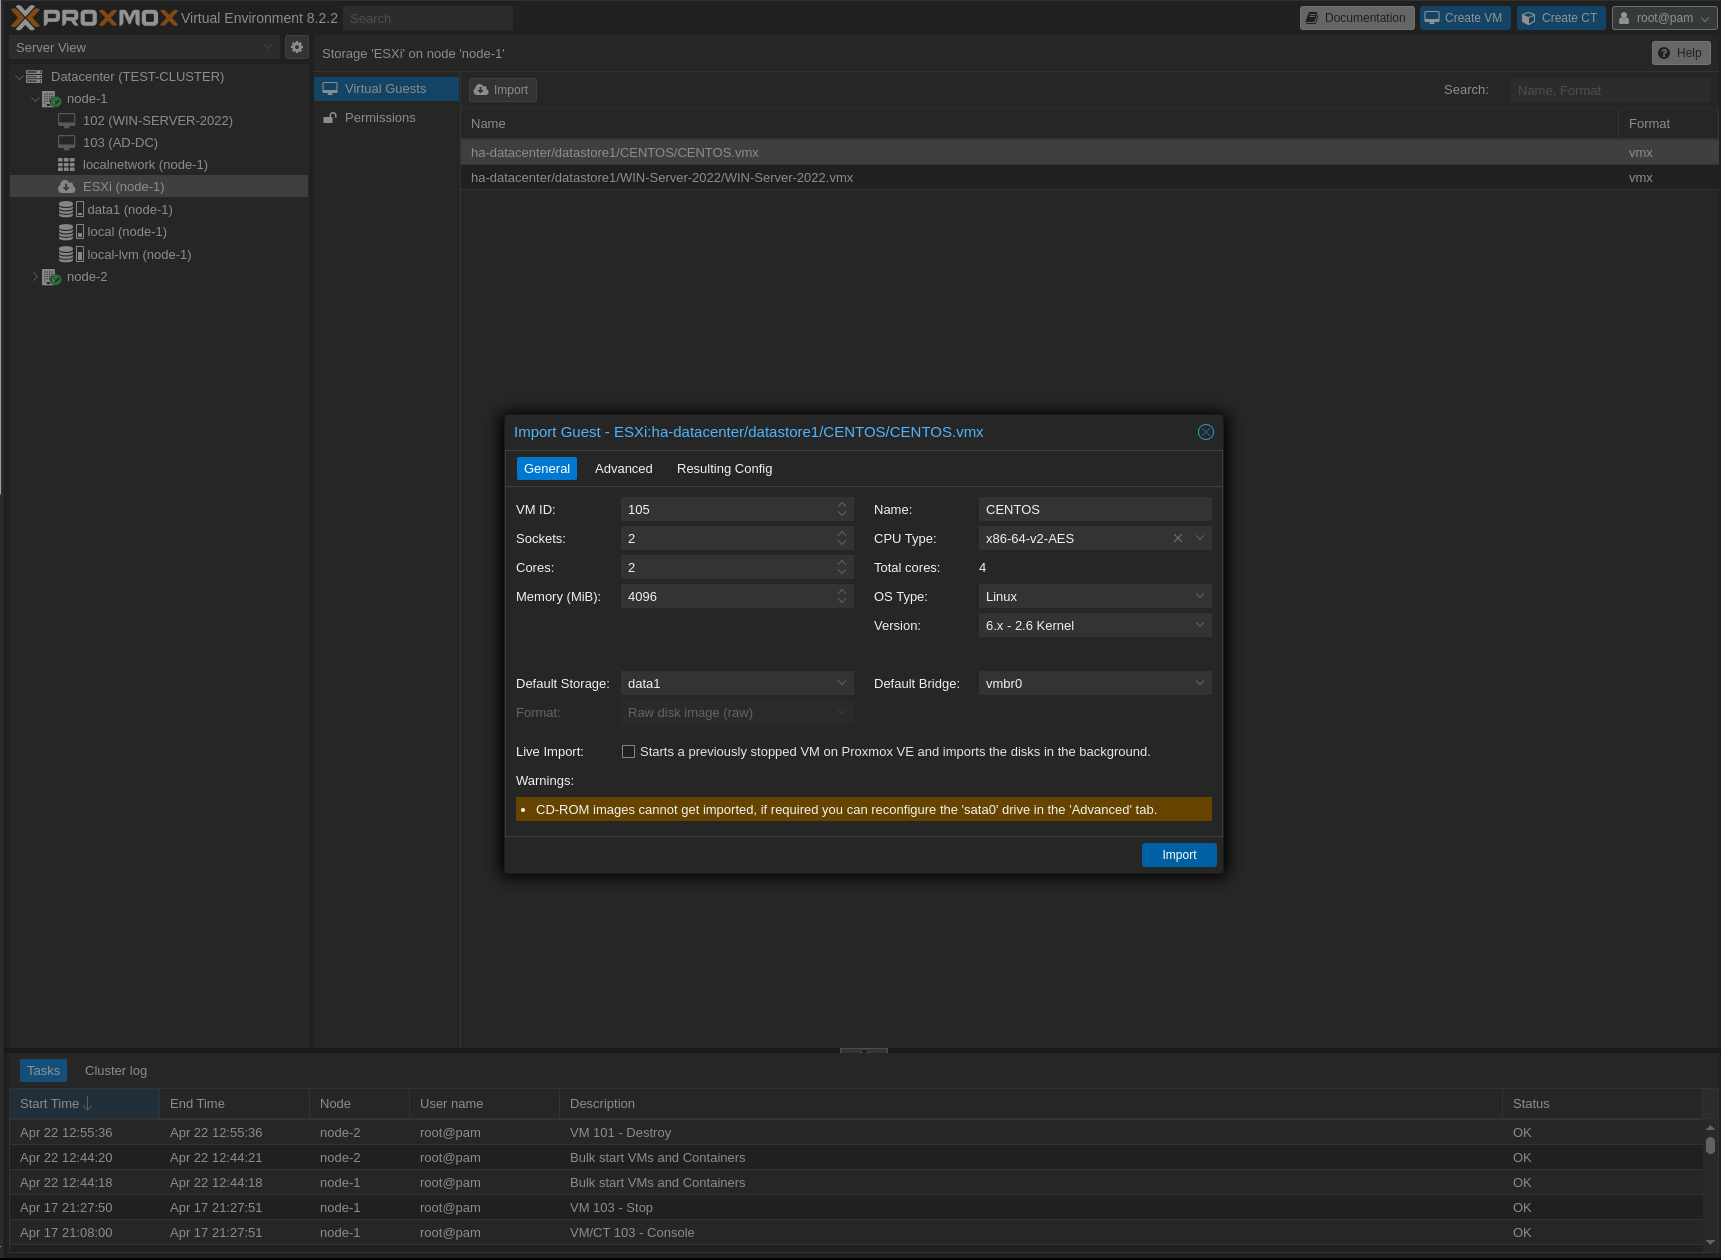 PROXMOX Virtual Environment 8.2.2 Search Documentation Create VM Create CT root@pam
Server View
Storage 'ESXi' on node 'node-1' Help
Datacenter (TEST-CLUSTER)
node-1
102 (WIN-SERVER-2022)
103 (AD-DC)
localnetwork (node-1)
ESXi (node-1)
data1 (node-1)
local (node-1)
local-lvm (node-1)
node-2
Virtual Guests
Permissions
Import Search: Name, Format
Name Format
ha-datacenter/datastore1/CENTOS/CENTOS.vmx vmx
ha-datacenter/datastore1/WIN-Server-2022/WIN-Server-2022.vmx vmx
Import Guest - ESXi:ha-datacenter/datastore1/CENTOS/CENTOS.vmx
General Advanced Resulting Config
VM ID: 105 Name: CENTOS
Sockets: 2 CPU Type: x86-64-v2-AES
Cores: 2 Total cores: 4
Memory (MiB): 4096 OS Type: Linux
Version: 6.x - 2.6 Kernel
Default Storage: data1 Default Bridge: vmbr0
Format: Raw disk image (raw)
Live Import: Starts a previously stopped VM on Proxmox VE and imports the disks in the background.
Warnings:
• CD-ROM images cannot get imported, if required you can reconfigure the 'sata0' drive in the 'Advanced' tab.
Import
Tasks Cluster log
Start Time End Time Node User name Description Status
Apr 22 12:55:36 Apr 22 12:55:36 node-2 root@pam VM 101 - Destroy OK
Apr 22 12:44:20 Apr 22 12:44:21 node-2 root@pam Bulk start VMs and Containers OK
Apr 22 12:44:18 Apr 22 12:44:18 node-1 root@pam Bulk start VMs and Containers OK
Apr 17 21:27:50 Apr 17 21:27:51 node-1 root@pam VM 103 - Stop OK
Apr 17 21:08:00 Apr 17 21:27:51 node-1 root@pam VM/CT 103 - Console OK